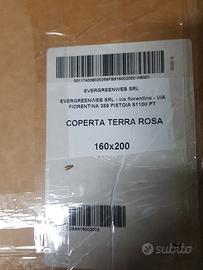 EVERGREENWEB SRL
EVERGREENWEB SRL - via fiorentina - VIA
FIORENTINA 359 PISTOIA 51100 PT
COPERTA TERRA ROSA
160x200
subito